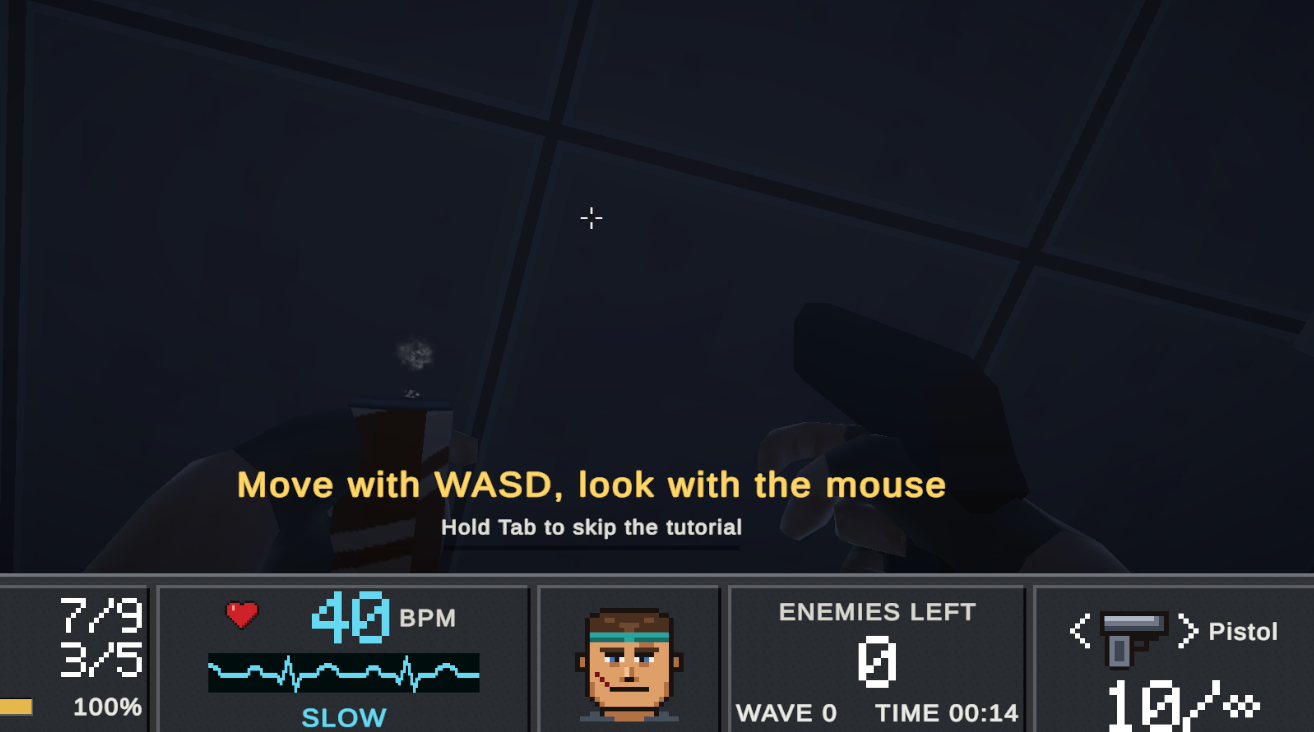 Move with WASD, look with the mouse
Hold Tab to skip the tutorial
7/9
3/5
100%
40 BPM
SLOW
ENEMIES LEFT
0
WAVE 0 TIME 00:14
< > Pistol
10/∞